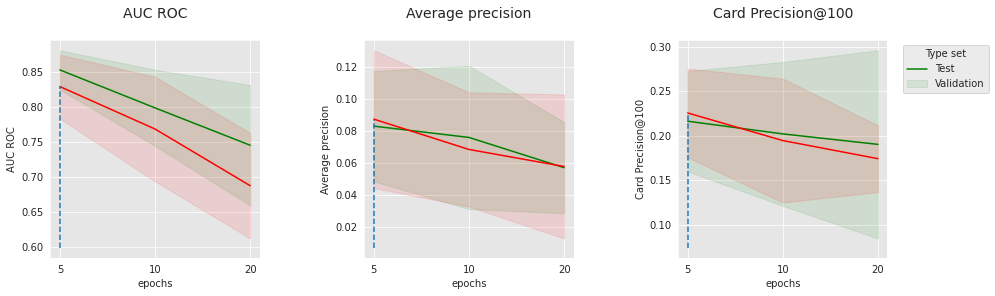 AUC ROC
AUC ROC
0.85
0.80
0.75
0.70
0.65
0.60
5 10 20
epochs
Average precision
Average precision
0.12
0.10
0.08
0.06
0.04
0.02
5 10 20
epochs
Card Precision@100
Card Precision@100
0.30
0.25
0.20
0.15
0.10
5 10 20
epochs
Type set
Test
Validation